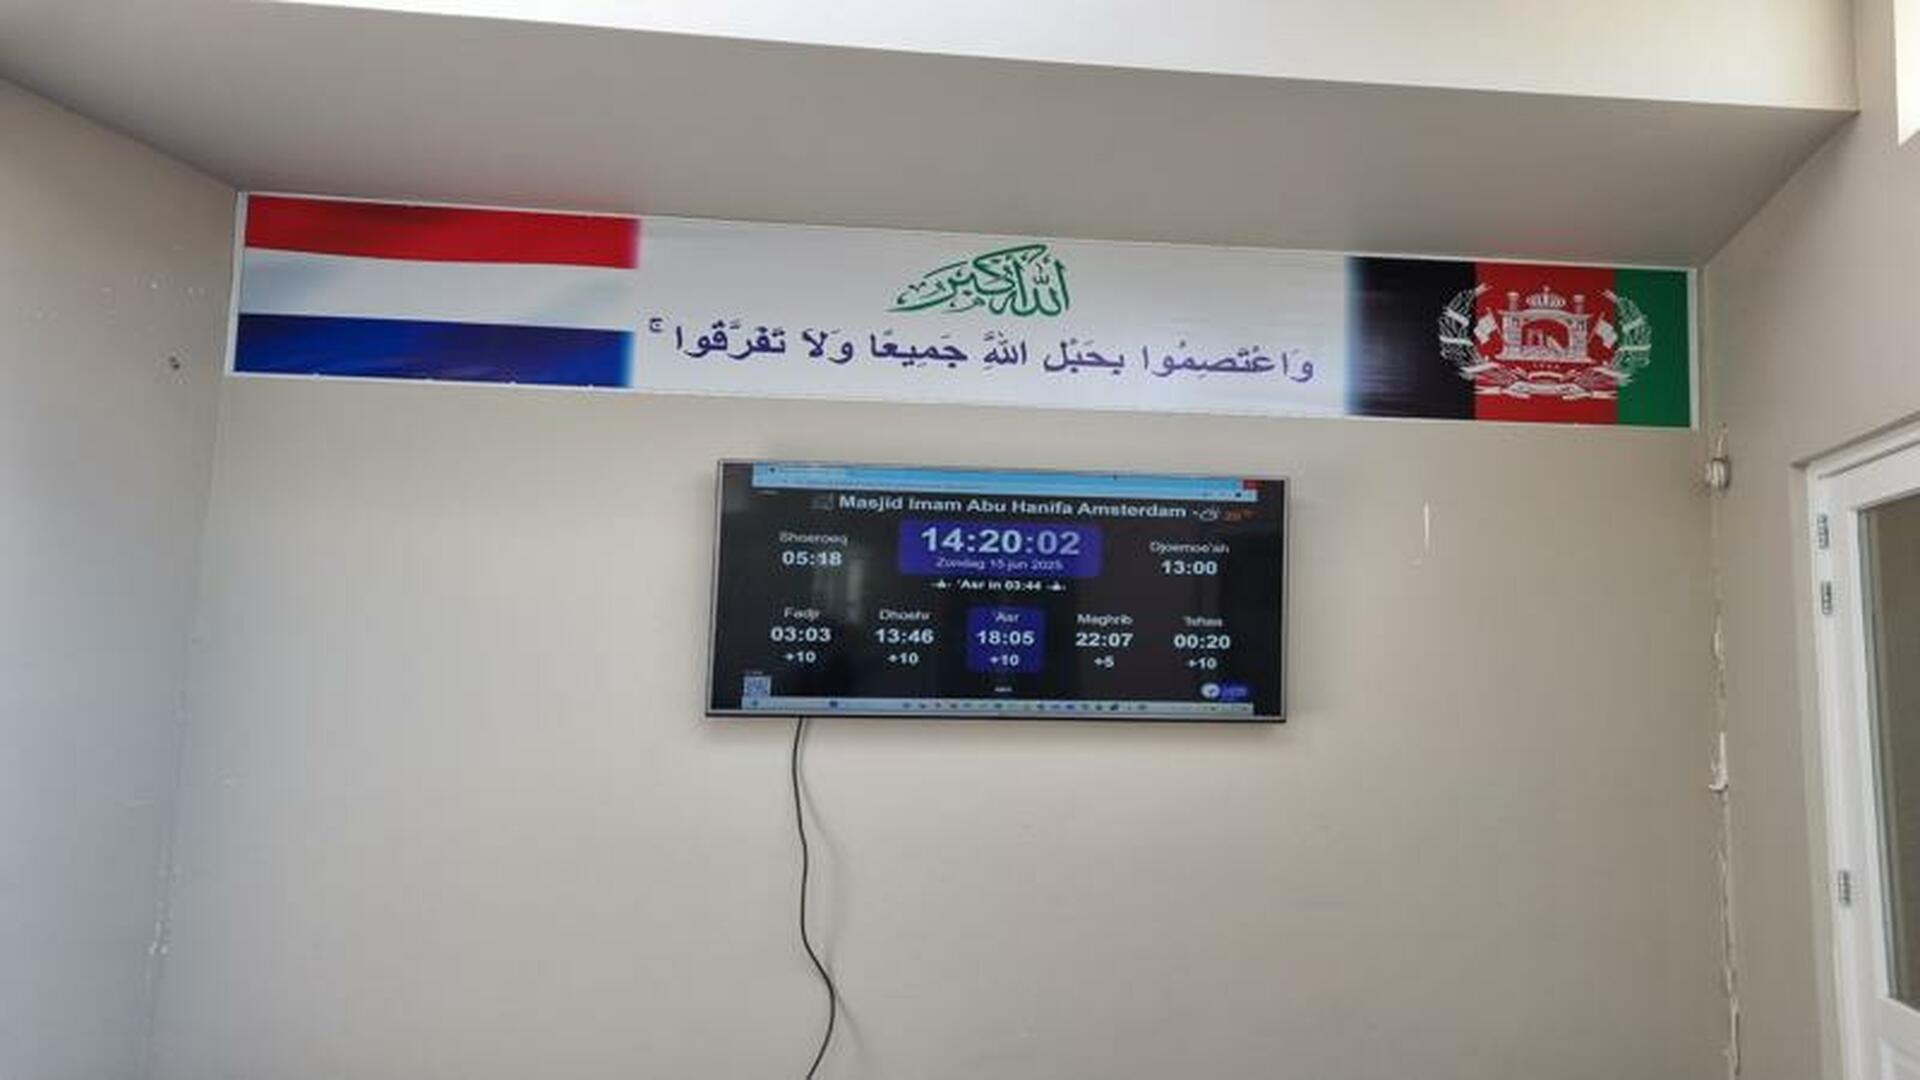 الله أكبر
وَاعْتَصِمُوا بِحَبْلِ اللَّهِ جَمِيعًا وَلَا تَفَرَّقُوا ۚ
Masjid Imam Abu Hanifa Amsterdam
Shoeroeq
05:18
14:20:02
Zondag 15 jun 2025
'Asr in 03:44
Djoemoe'ah
13:00
Fadjr Dhoehr Asr Maghrib 'Ishaa
03:03 13:46 18:05 22:07 00:20
+10 +10 +10 +5 +10